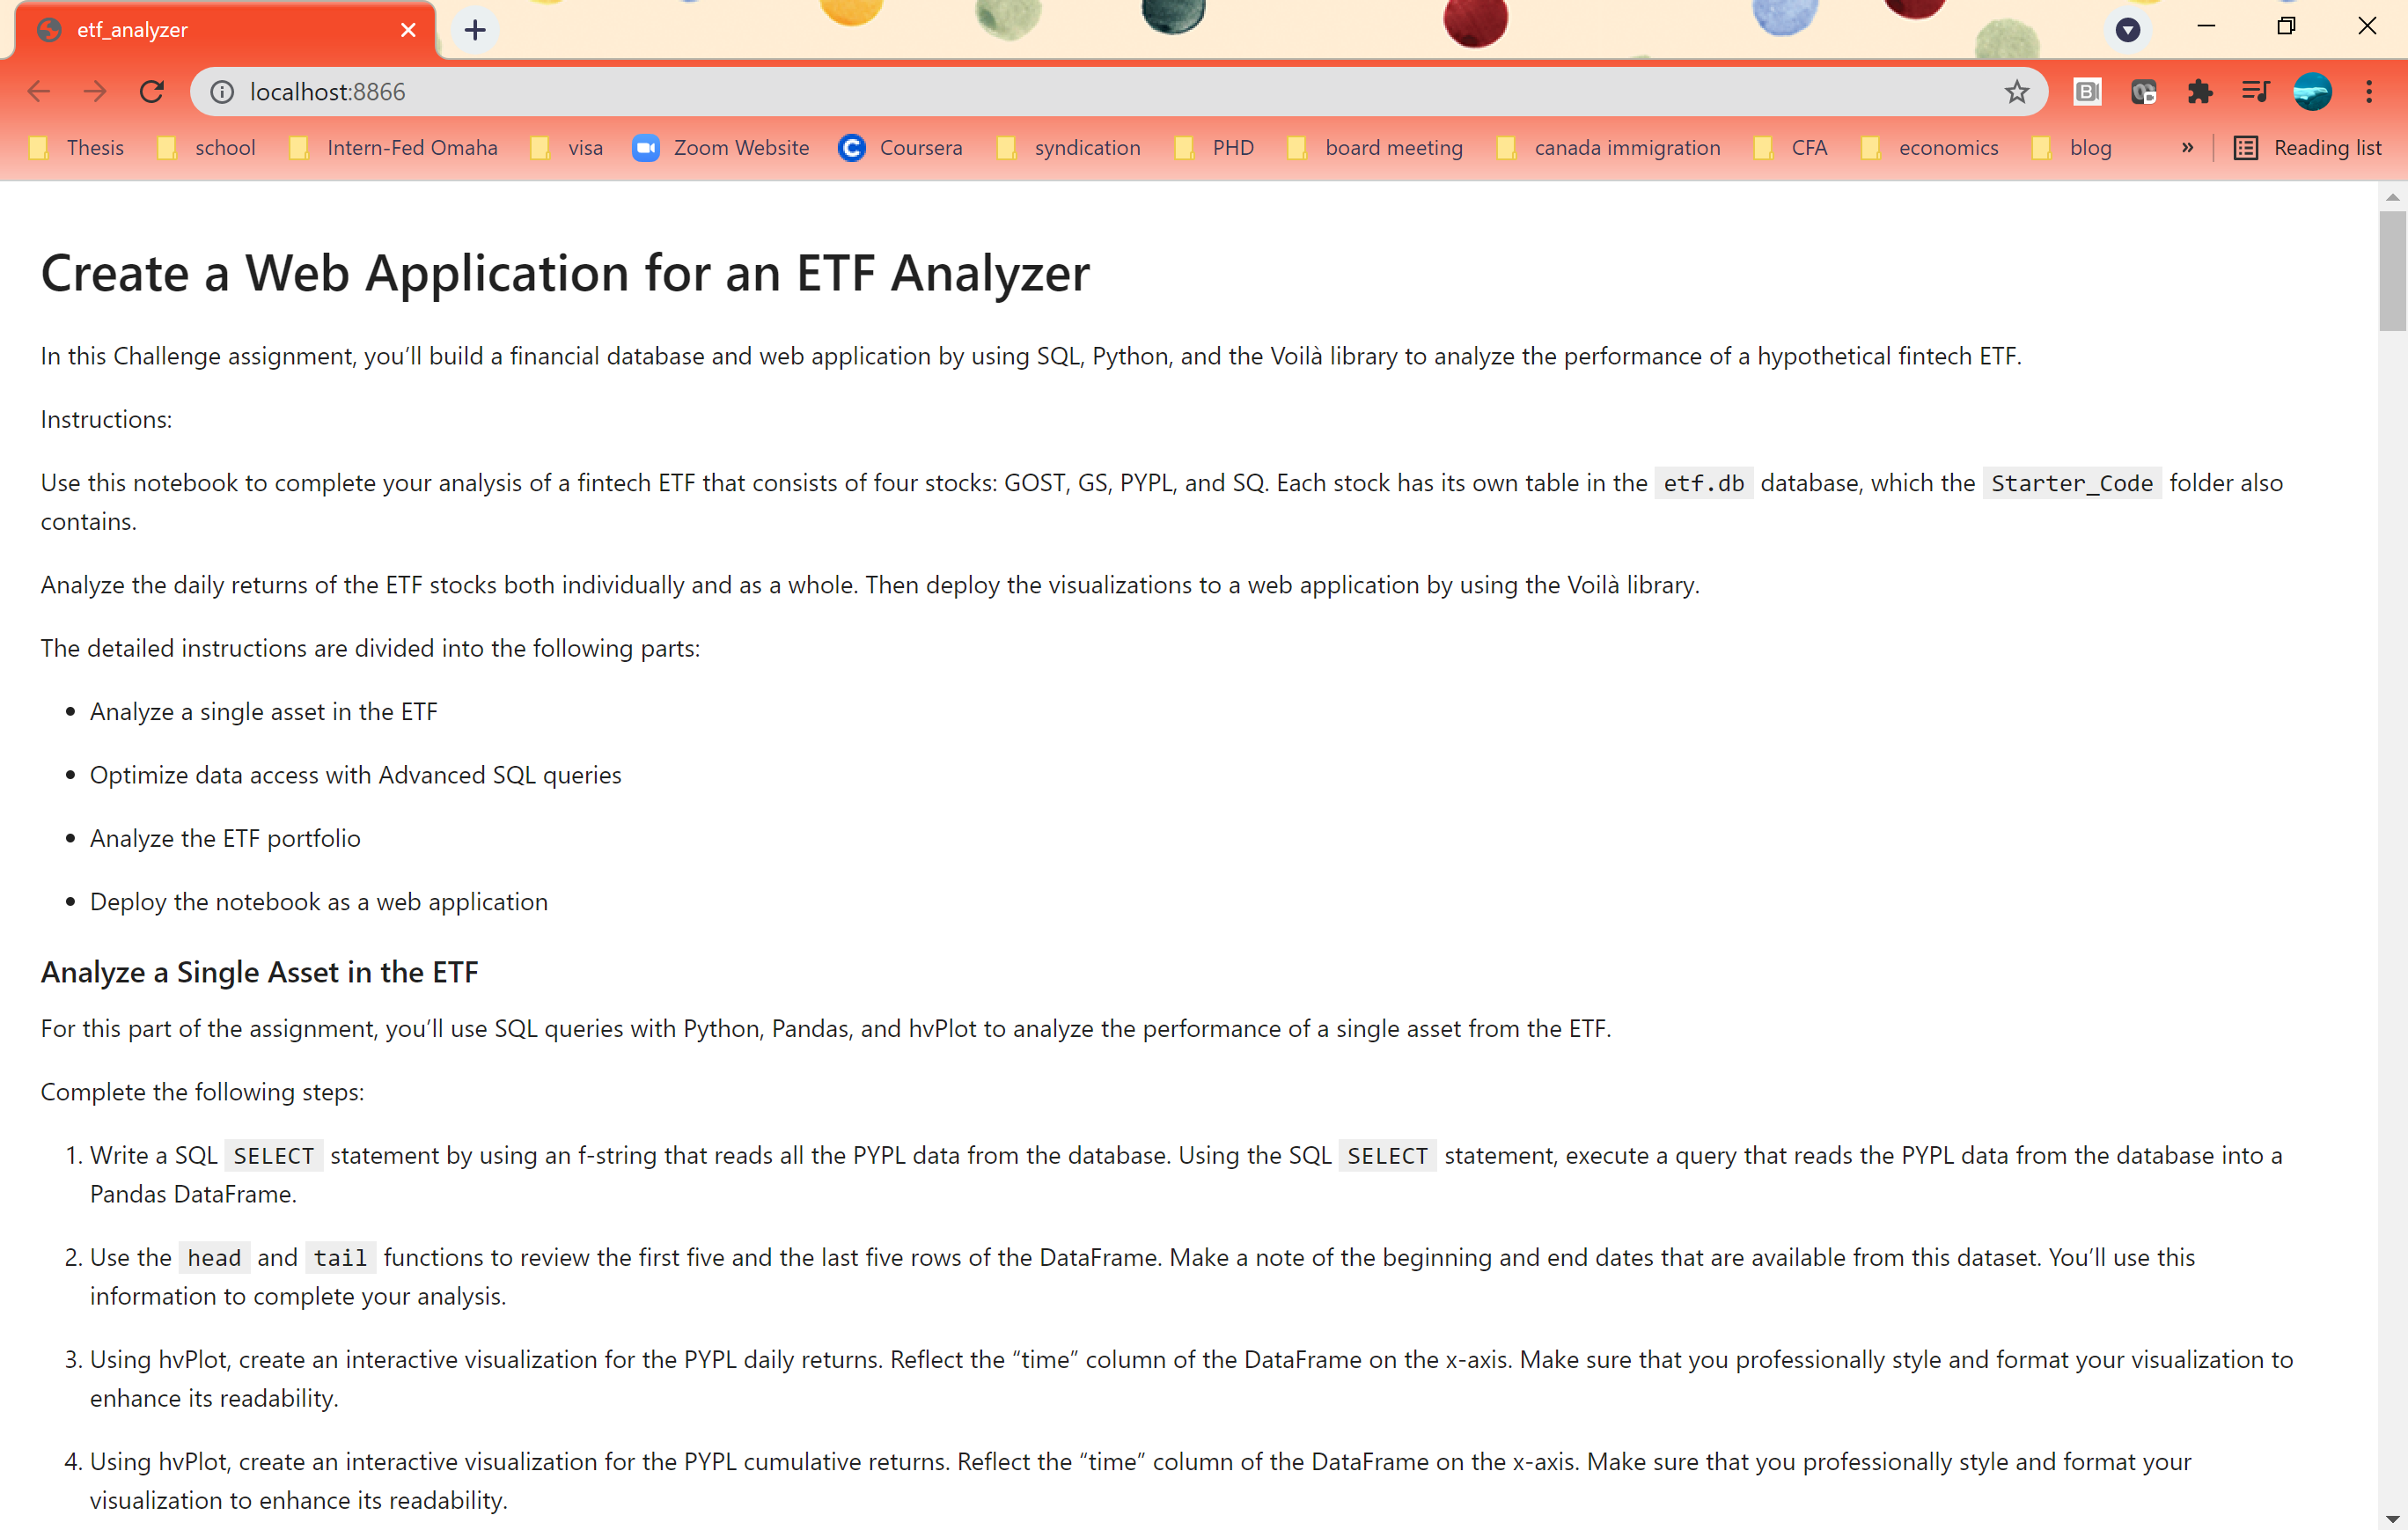 etf_analyzer
localhost:8866
Thesis school Intern-Fed Omaha visa Zoom Website Coursera syndication PHD board meeting canada immigration CFA economics blog » Reading list
Create a Web Application for an ETF Analyzer
In this Challenge assignment, you’ll build a financial database and web application by using SQL, Python, and the Voilà library to analyze the performance of a hypothetical fintech ETF.
Instructions:
Use this notebook to complete your analysis of a fintech ETF that consists of four stocks: GOST, GS, PYPL, and SQ. Each stock has its own table in the etf.db database, which the Starter_Code folder also
contains.
Analyze the daily returns of the ETF stocks both individually and as a whole. Then deploy the visualizations to a web application by using the Voilà library.
The detailed instructions are divided into the following parts:
• Analyze a single asset in the ETF
• Optimize data access with Advanced SQL queries
• Analyze the ETF portfolio
• Deploy the notebook as a web application
Analyze a Single Asset in the ETF
For this part of the assignment, you’ll use SQL queries with Python, Pandas, and hvPlot to analyze the performance of a single asset from the ETF.
Complete the following steps:
1. Write a SQL SELECT statement by using an f-string that reads all the PYPL data from the database. Using the SQL SELECT statement, execute a query that reads the PYPL data from the database into a
Pandas DataFrame.
2. Use the head and tail functions to review the first five and the last five rows of the DataFrame. Make a note of the beginning and end dates that are available from this dataset. You’ll use this
information to complete your analysis.
3. Using hvPlot, create an interactive visualization for the PYPL daily returns. Reflect the “time” column of the DataFrame on the x-axis. Make sure that you professionally style and format your visualization to
enhance its readability.
4. Using hvPlot, create an interactive visualization for the PYPL cumulative returns. Reflect the “time” column of the DataFrame on the x-axis. Make sure that you professionally style and format your
visualization to enhance its readability.